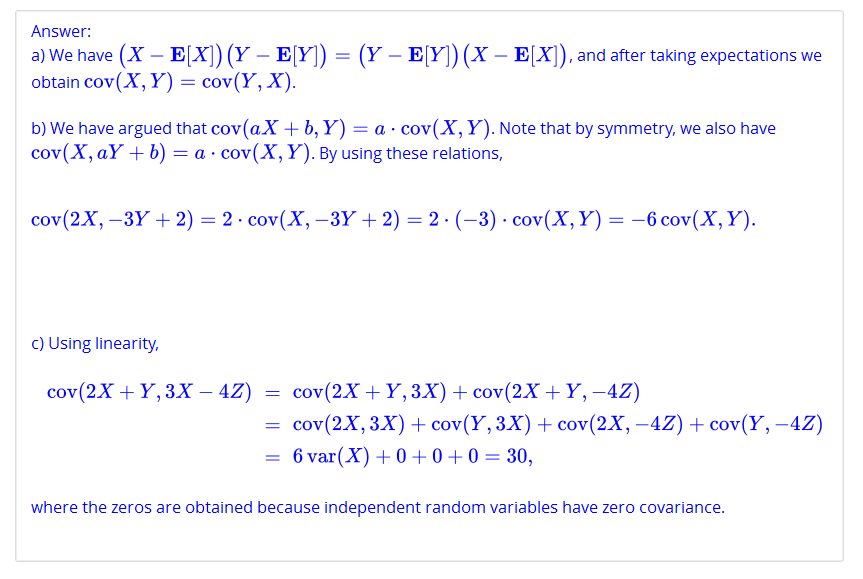 Answer:
a) We have (X − E[X])(Y − E[Y]) = (Y − E[Y])(X − E[X]), and after taking expectations we
obtain cov(X, Y) = cov(Y, X).
b) We have argued that cov(aX + b, Y) = a · cov(X, Y). Note that by symmetry, we also have
cov(X, aY + b) = a · cov(X, Y). By using these relations,
cov(2X, −3Y + 2) = 2 · cov(X, −3Y + 2) = 2 · (−3) · cov(X, Y) = −6 cov(X, Y).
c) Using linearity,
cov(2X + Y, 3X − 4Z) = cov(2X + Y, 3X) + cov(2X + Y, −4Z)
= cov(2X, 3X) + cov(Y, 3X) + cov(2X, −4Z) + cov(Y, −4Z)
= 6 var(X) + 0 + 0 + 0 = 30,
where the zeros are obtained because independent random variables have zero covariance.